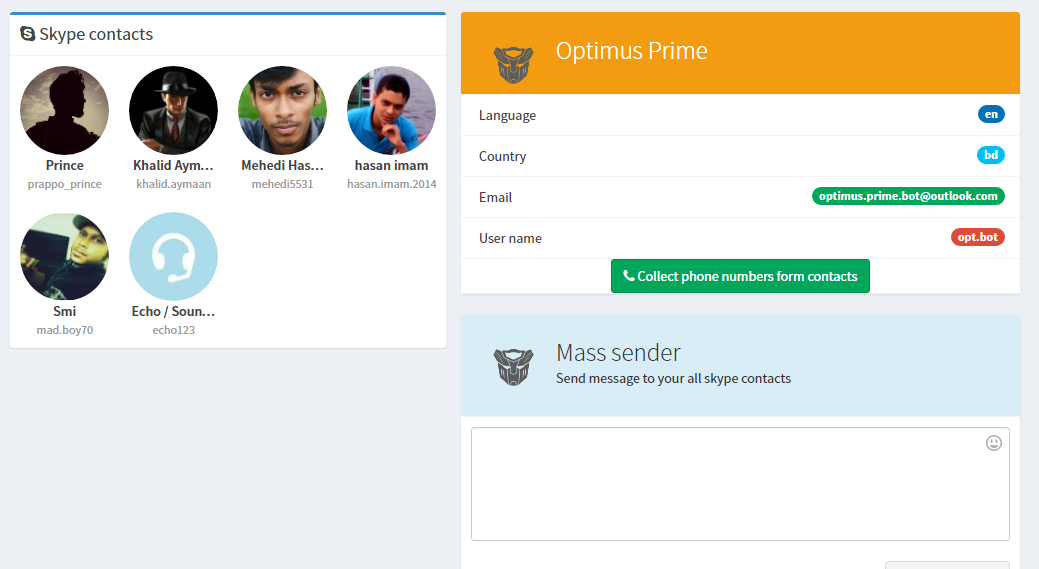 Skype contacts
Prince
prappo_prince
Khalid Aym...
khalid.aymaan
Mehedi Has...
mehedi5531
hasan imam
hasan.imam.2014
Smi
mad.boy70
Echo / Soun...
echo123
Optimus Prime
Language en
Country bd
Email optimus.prime.bot@outlook.com
User name opt.bot
Collect phone numbers form contacts
Mass sender
Send message to your all skype contacts